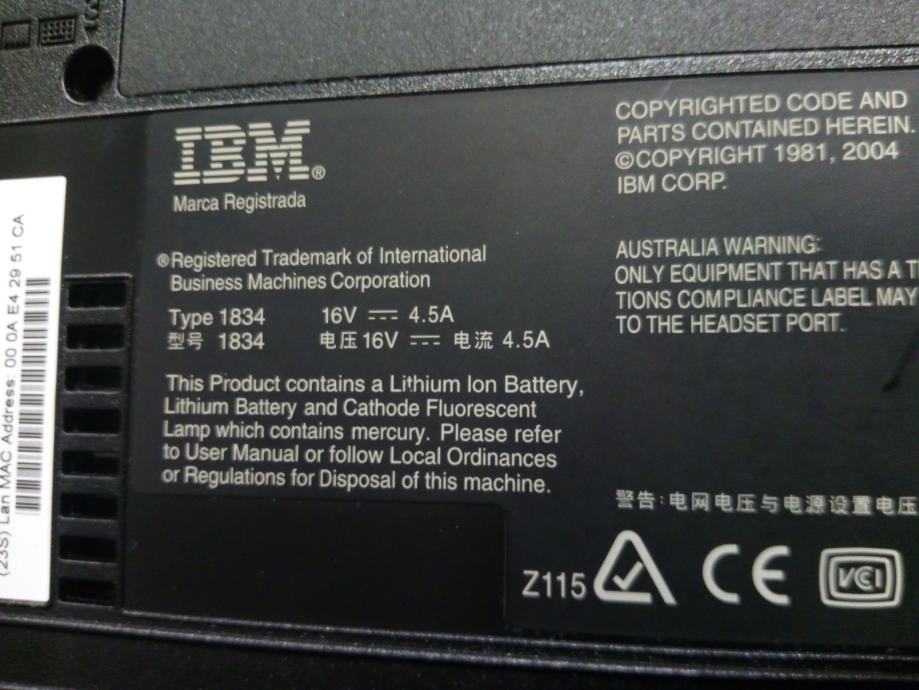 (23S) Lan MAC Address: 00 0A E4 29 51 CA
IBM®
Marca Registrada
®Registered Trademark of International
Business Machines Corporation
Type 1834 16V ⎓ 4.5A
型号 1834 电压 16V ⎓ 电流 4.5A
This Product contains a Lithium Ion Battery,
Lithium Battery and Cathode Fluorescent
Lamp which contains mercury. Please refer
to User Manual or follow Local Ordinances
or Regulations for Disposal of this machine.
COPYRIGHTED CODE AND
PARTS CONTAINED HEREIN.
©COPYRIGHT 1981, 2004
IBM CORP.
AUSTRALIA WARNING:
ONLY EQUIPMENT THAT HAS A T
TIONS COMPLIANCE LABEL MAY
TO THE HEADSET PORT.
警告:电网电压与电源设置电压
Z115 CE VCI